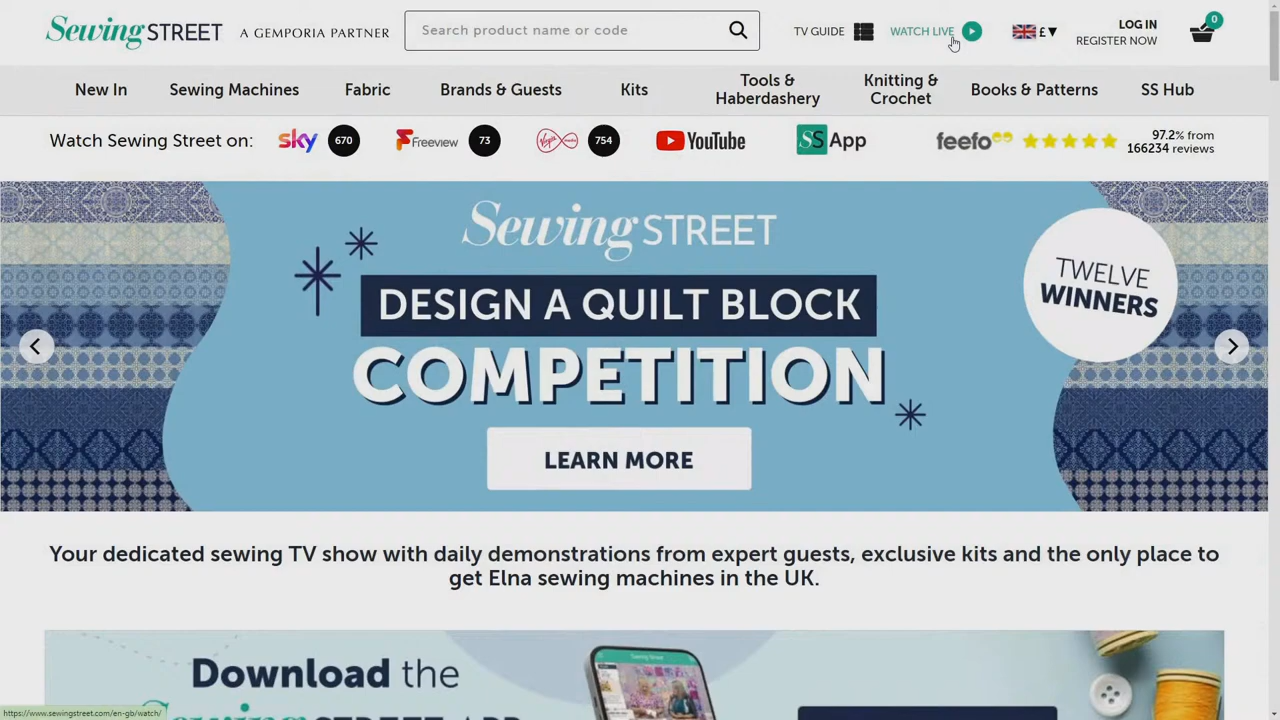 Sewing STREET A GEMPORIA PARTNER
Search product name or code
TV GUIDE
WATCH LIVE
£▼
LOG IN
REGISTER NOW
0
New In
Sewing Machines
Fabric
Brands & Guests
Kits
Tools &
Haberdashery
Knitting &
Crochet
Books & Patterns
SS Hub
Watch Sewing Street on:
sky 670
Freeview 73
Virgin media 754
YouTube
SS App
feefo
97.2% from
166234 reviews
Sewing STREET
DESIGN A QUILT BLOCK
COMPETITION
LEARN MORE
TWELVE
WINNERS
Your dedicated sewing TV show with daily demonstrations from expert guests, exclusive kits and the only place to
get Elna sewing machines in the UK.
Download the
Sewing STREET APP
https://www.sewingstreet.com/en-gb/watch/